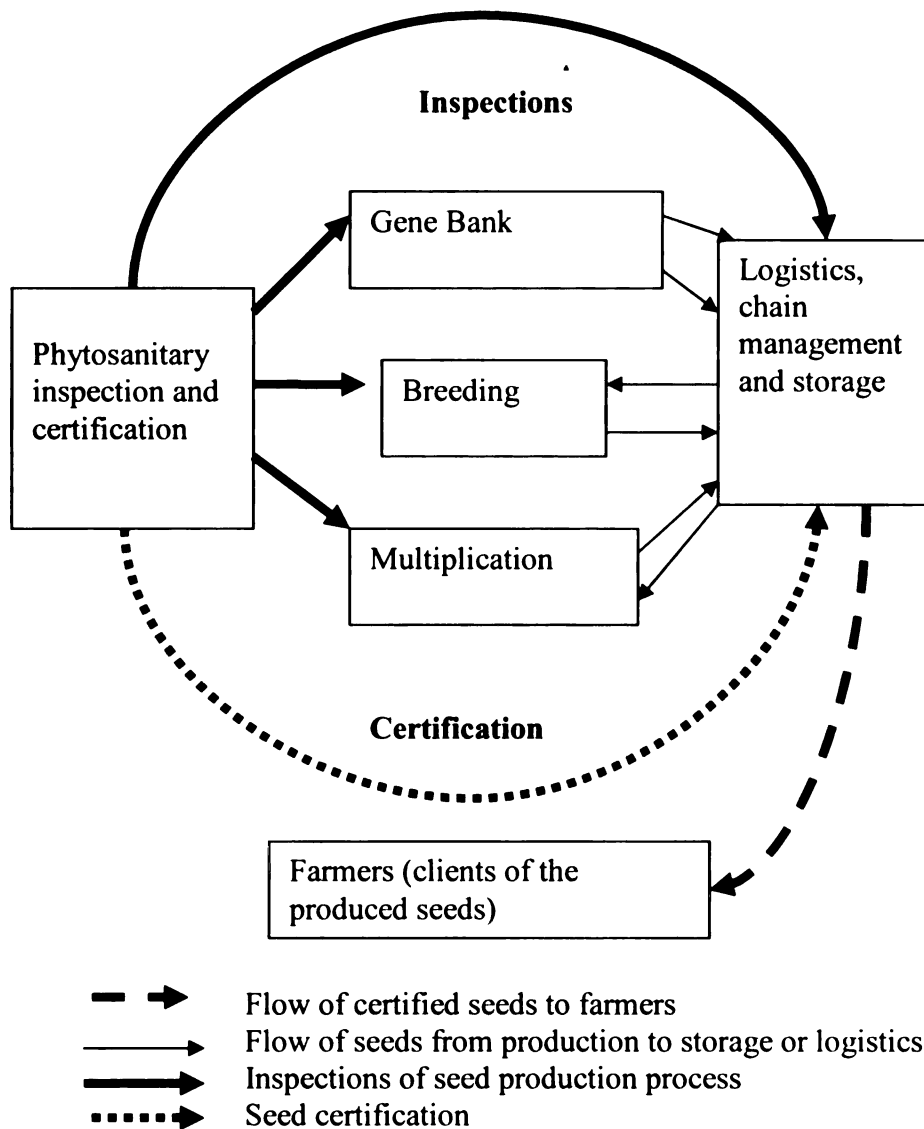 Inspections
Gene Bank
Logistics,
chain
management
and storage
Phytosanitary
inspection and
certification
Breeding
Multiplication
Certification
Farmers (clients of the
produced seeds)
Flow of certified seeds to farmers
Flow of seeds from production to storage or logistics
Inspections of seed production process
Seed certification